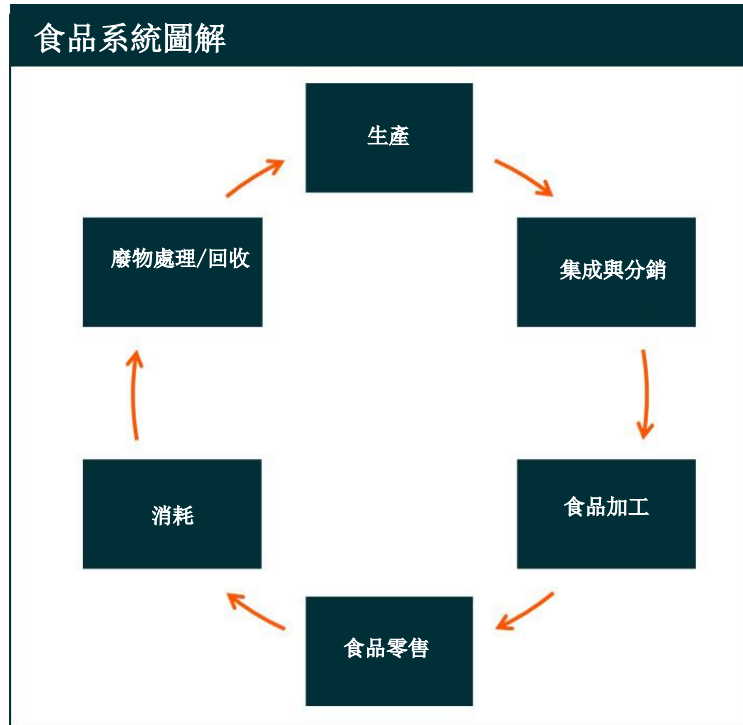 食品系統圖解
生產
集成與分銷
食品加工
食品零售
消耗
廢物處理/回收